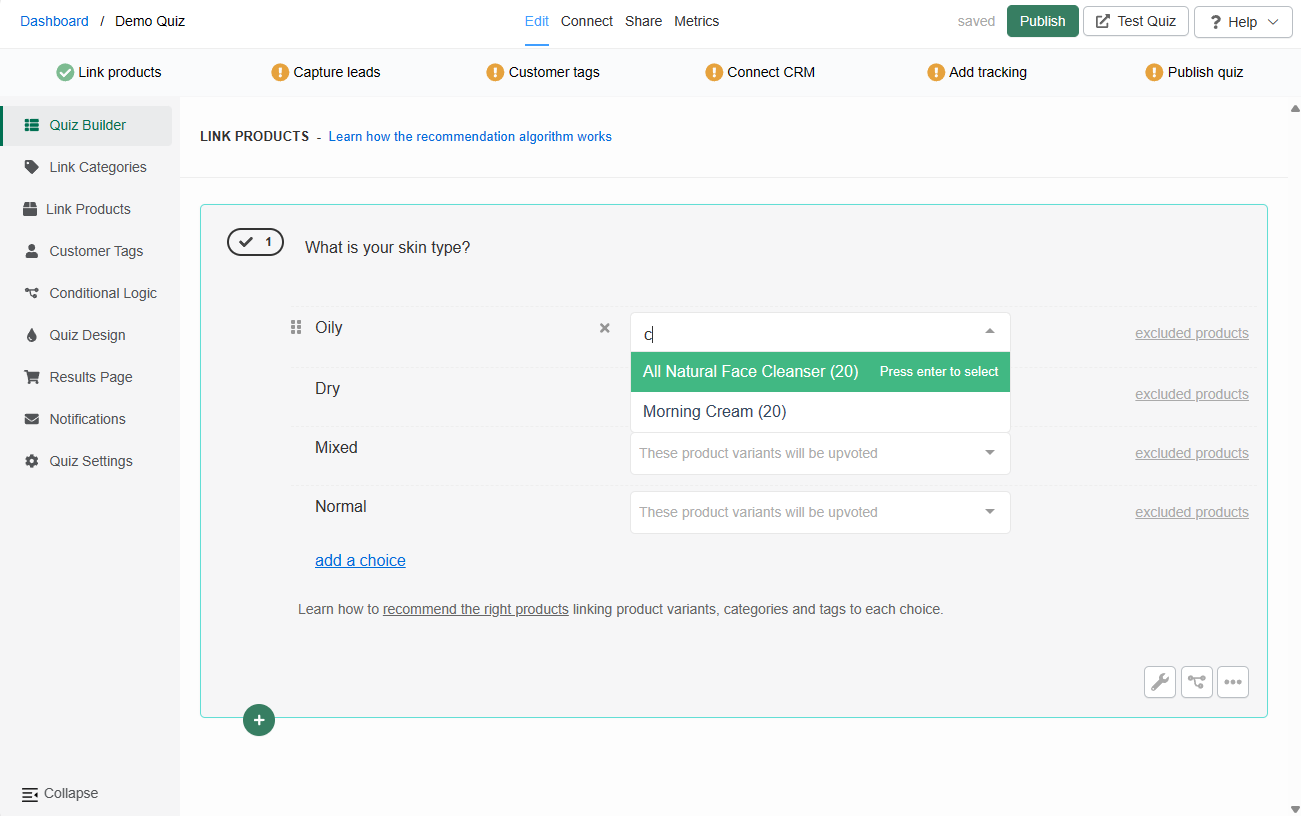 Dashboard / Demo Quiz Edit Connect Share Metrics saved Publish Test Quiz ? Help
Link products Capture leads Customer tags Connect CRM Add tracking Publish quiz
Quiz Builder
Link Categories
Link Products
Customer Tags
Conditional Logic
Quiz Design
Results Page
Notifications
Quiz Settings
Collapse
LINK PRODUCTS - Learn how the recommendation algorithm works
1 What is your skin type?
Oily c excluded products
All Natural Face Cleanser (20) Press enter to select
Morning Cream (20)
Dry excluded products
Mixed These product variants will be upvoted excluded products
Normal These product variants will be upvoted excluded products
add a choice
Learn how to recommend the right products linking product variants, categories and tags to each choice.